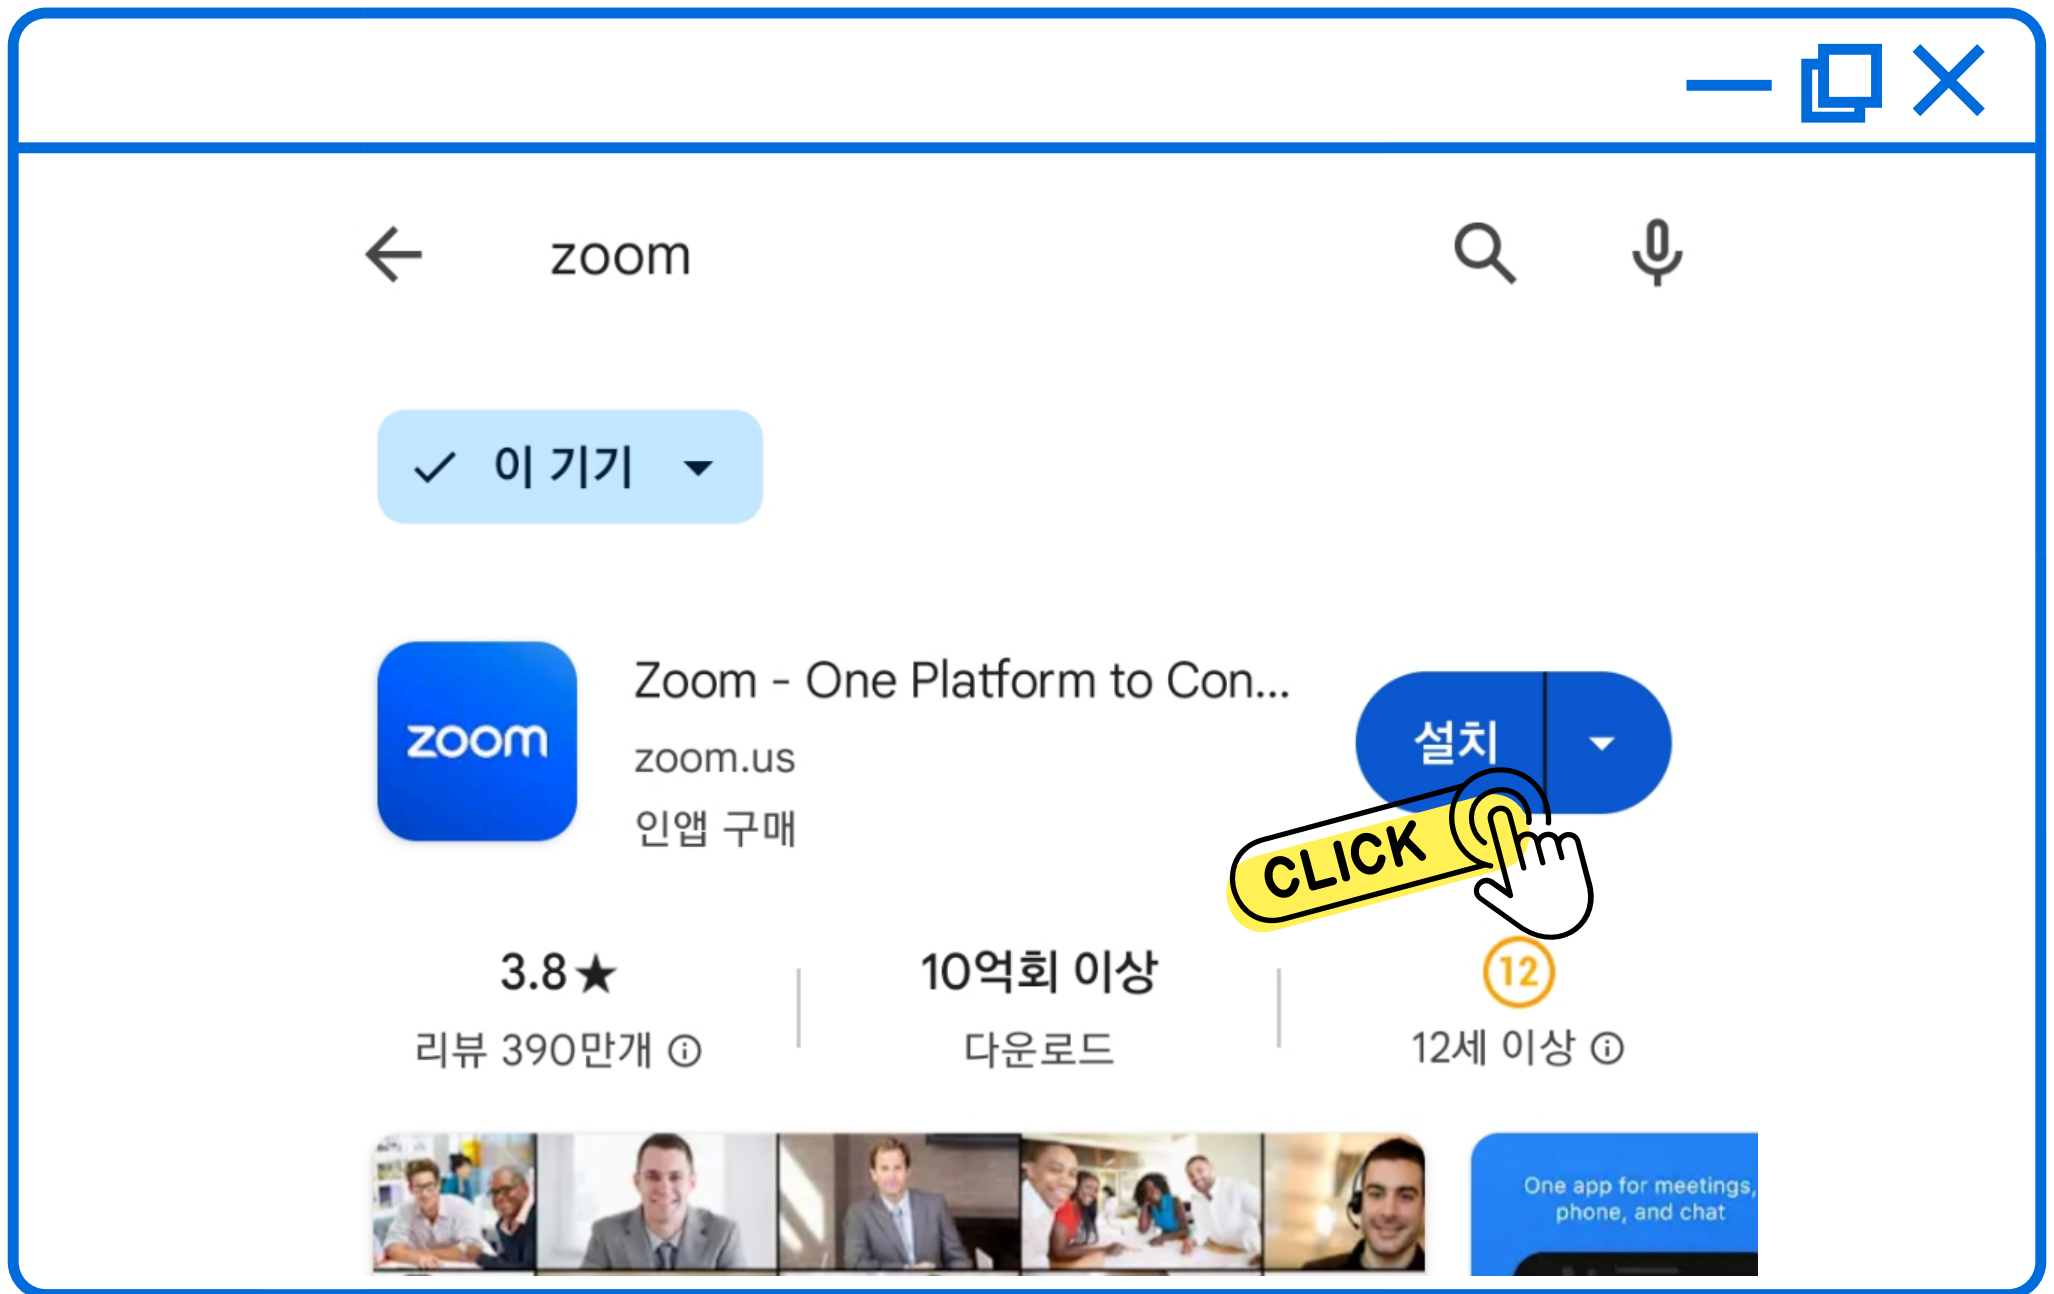 zoom
이 기기
zoom
Zoom - One Platform to Con...
zoom.us
인앱 구매
설치
CLICK
3.8★
리뷰 390만개
10억회 이상
다운로드
12
12세 이상
One app for meetings,
phone, and chat